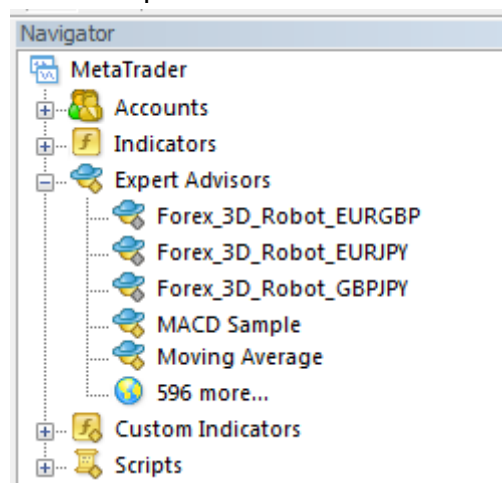 Navigator
MetaTrader
Accounts
Indicators
Expert Advisors
Forex_3D_Robot_EURGBP
Forex_3D_Robot_EURJPY
Forex_3D_Robot_GBPJPY
MACD Sample
Moving Average
596 more...
Custom Indicators
Scripts